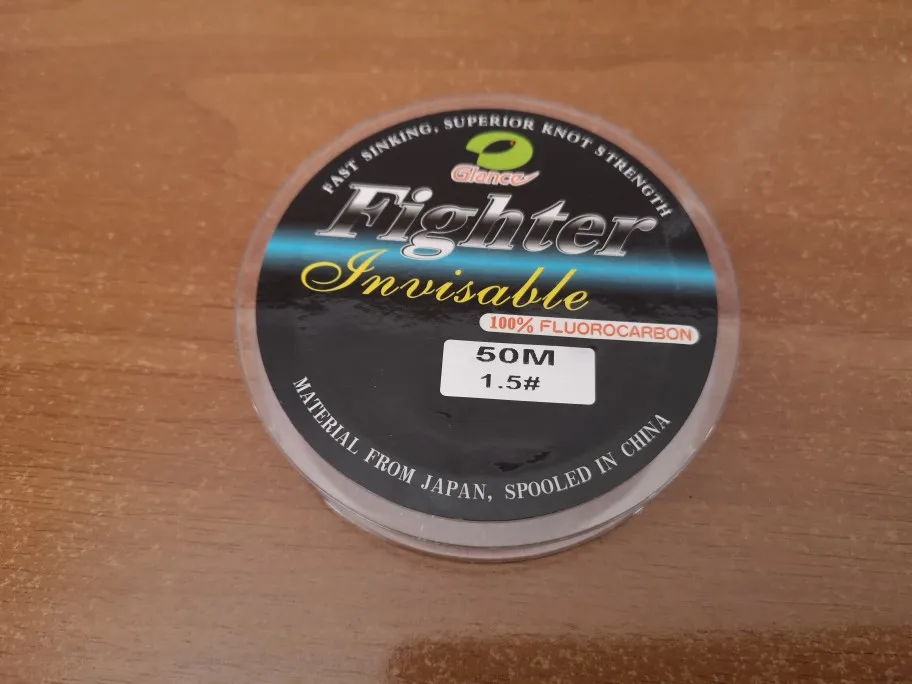 FAST SINKING, SUPERIOR KNOT STRENGTH
Glance
Fighter
Invisable
100% FLUOROCARBON
50M
1.5#
MATERIAL FROM JAPAN, SPOOLED IN CHINA